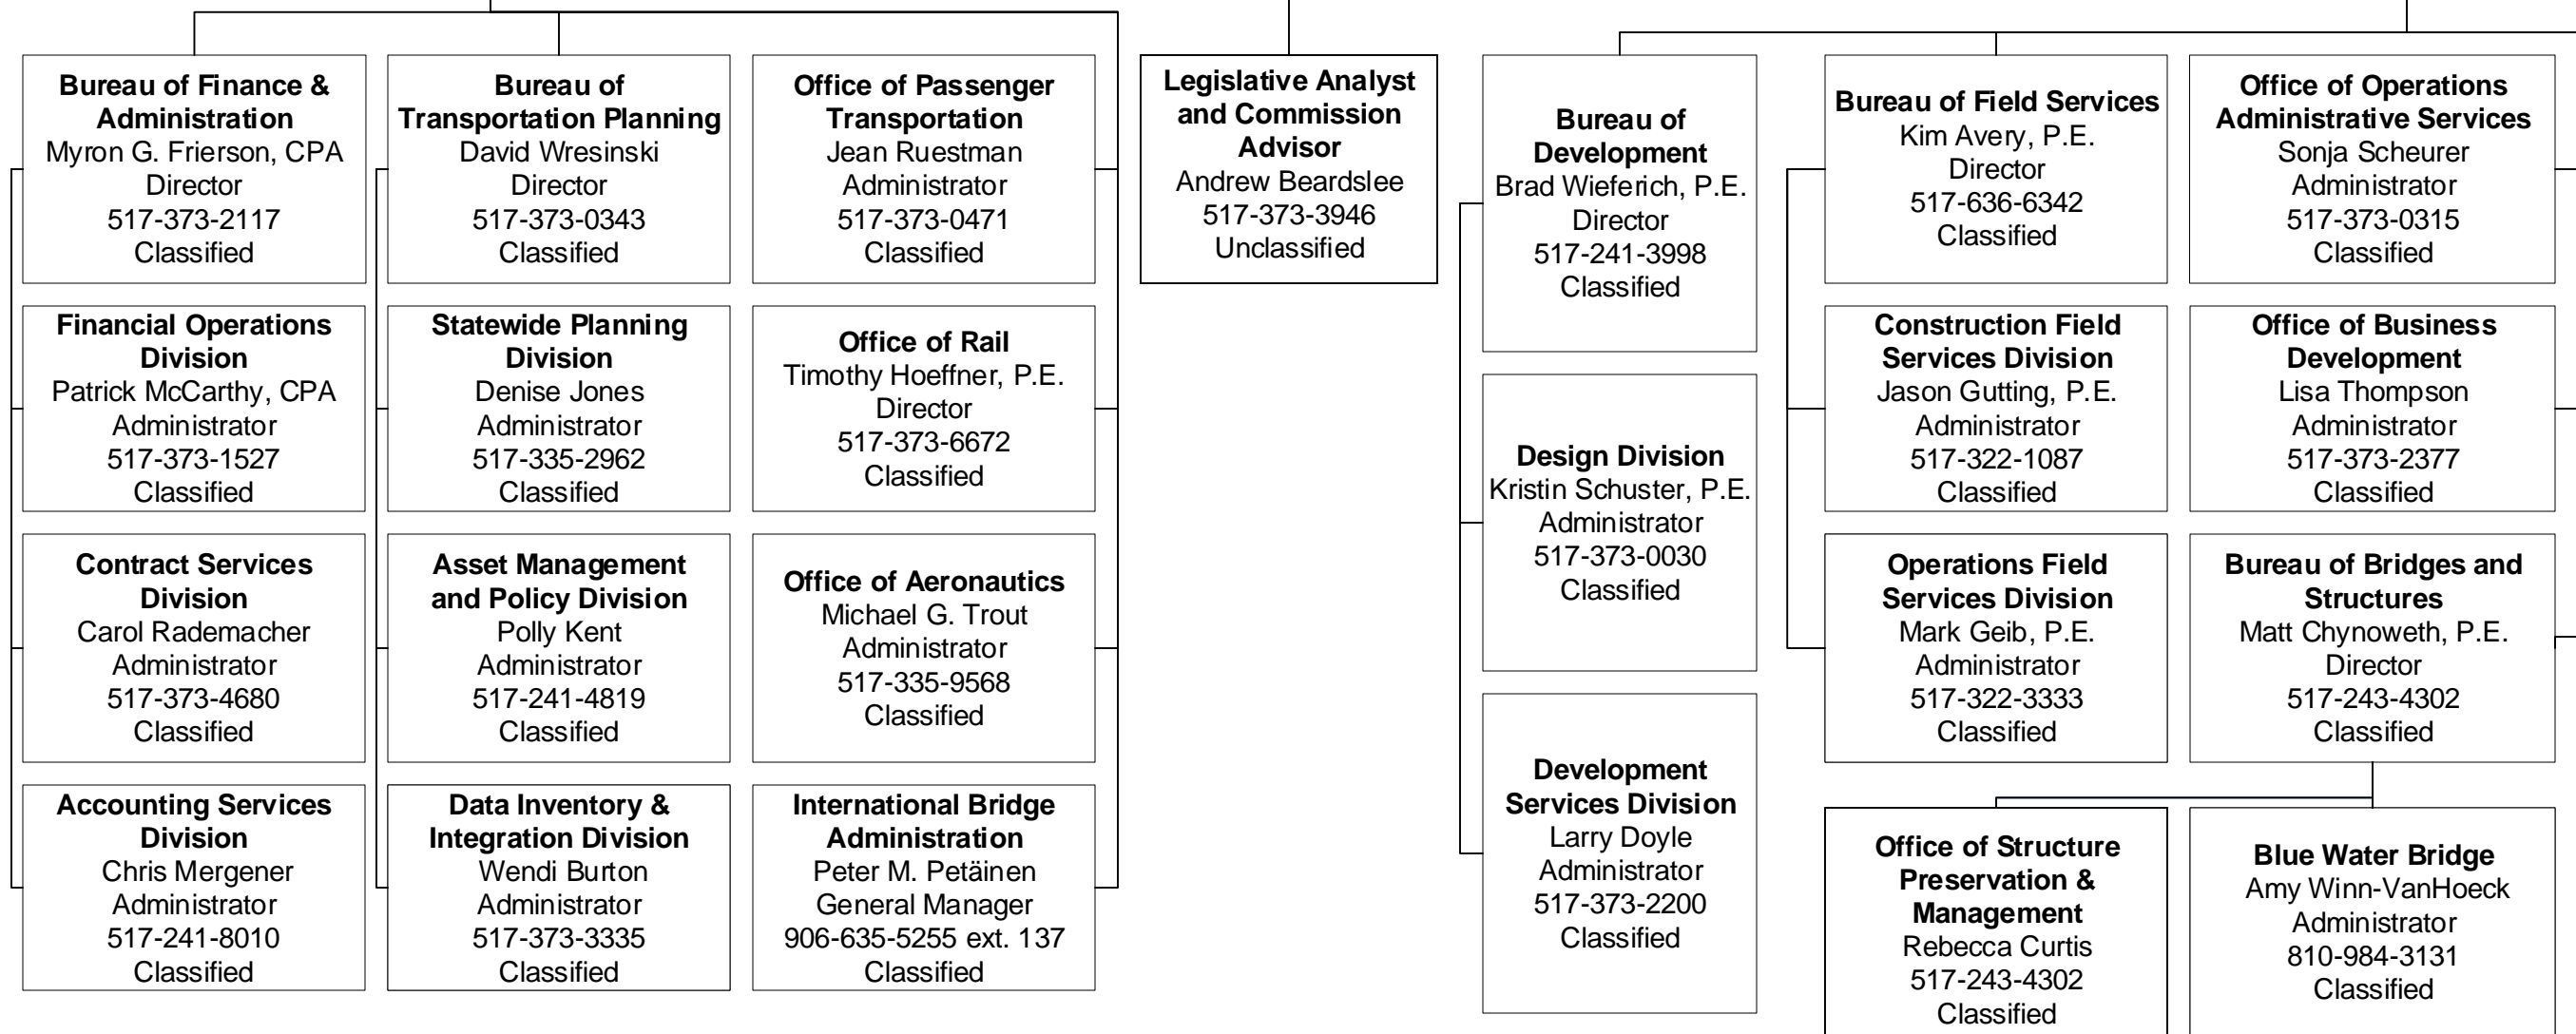 Bureau of Finance &
Administration
Myron G. Frierson, CPA
Director
517-373-2117
Classified
Financial Operations
Division
Patrick McCarthy, CPA
Administrator
517-373-1527
Classified
Contract Services
Division
Carol Rademacher
Administrator
517-373-4680
Classified
Accounting Services
Division
Chris Mergener
Administrator
517-241-8010
Classified
Bureau of
Transportation Planning
David Wresinski
Director
517-373-0343
Classified
Statewide Planning
Division
Denise Jones
Administrator
517-335-2962
Classified
Asset Management
and Policy Division
Polly Kent
Administrator
517-241-4819
Classified
Data Inventory &
Integration Division
Wendi Burton
Administrator
517-373-3335
Classified
Office of Passenger
Transportation
Jean Ruestman
Administrator
517-373-0471
Classified
Office of Rail
Timothy Hoeffner, P.E.
Director
517-373-6672
Classified
Office of Aeronautics
Michael G. Trout
Administrator
517-335-9568
Classified
International Bridge
Administration
Peter M. Petäinen
General Manager
906-635-5255 ext. 137
Classified
Legislative Analyst
and Commission
Advisor
Andrew Beardslee
517-373-3946
Unclassified
Bureau of
Development
Brad Wieferich, P.E.
Director
517-241-3998
Classified
Design Division
Kristin Schuster, P.E.
Administrator
517-373-0030
Classified
Development
Services Division
Larry Doyle
Administrator
517-373-2200
Classified
Bureau of Field Services
Kim Avery, P.E.
Director
517-636-6342
Classified
Construction Field
Services Division
Jason Gutting, P.E.
Administrator
517-322-1087
Classified
Operations Field
Services Division
Mark Geib, P.E.
Administrator
517-322-3333
Classified
Office of Operations
Administrative Services
Sonja Scheurer
Administrator
517-373-0315
Classified
Office of Business
Development
Lisa Thompson
Administrator
517-373-2377
Classified
Bureau of Bridges and
Structures
Matt Chynoweth, P.E.
Director
517-243-4302
Classified
Office of Structure
Preservation &
Management
Rebecca Curtis
517-243-4302
Classified
Blue Water Bridge
Amy Winn-VanHoeck
Administrator
810-984-3131
Classified